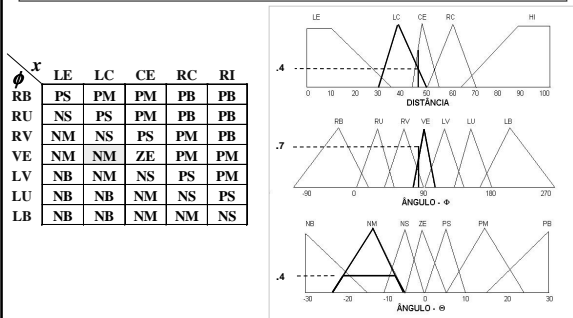 x
ϕ LE LC CE RC RI
RB PS PM PM PB PB
RU NS PS PM PB PB
RV NM NS PS PM PB
VE NM NM ZE PM PM
LV NB NM NS PS PM
LU NB NB NM NS PS
LB NB NB NM NM NS
LE LC CE RC HI
.4
0 10 20 30 40 50 60 70 80 90 100
DISTÂNCIA
RB RU RV VE LV LU LB
.7
-90 0 90 180 270
ÂNGULO - Φ
NB NM NS ZE PS PM PB
.4
-30 -20 -10 0 10 20 30
ÂNGULO - Θ